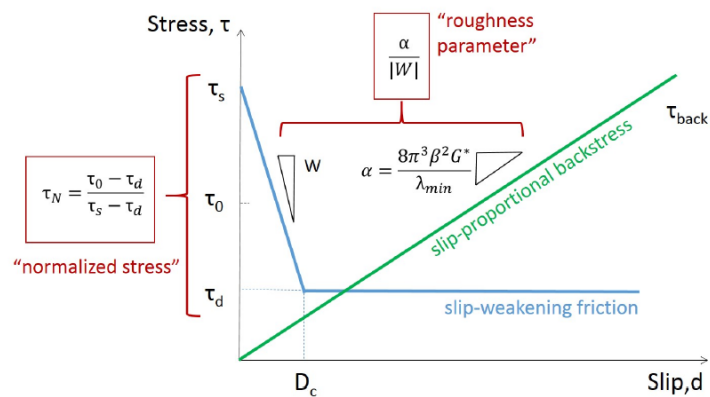 Stress, τ
"roughness
parameter"
α
|W|
τs
τback
W
α = 8π³β²G* / λmin
τN = τ0 − τd / τs − τd
τ0
"normalized stress"
slip-proportional backstress
τd
slip-weakening friction
Dc
Slip,d